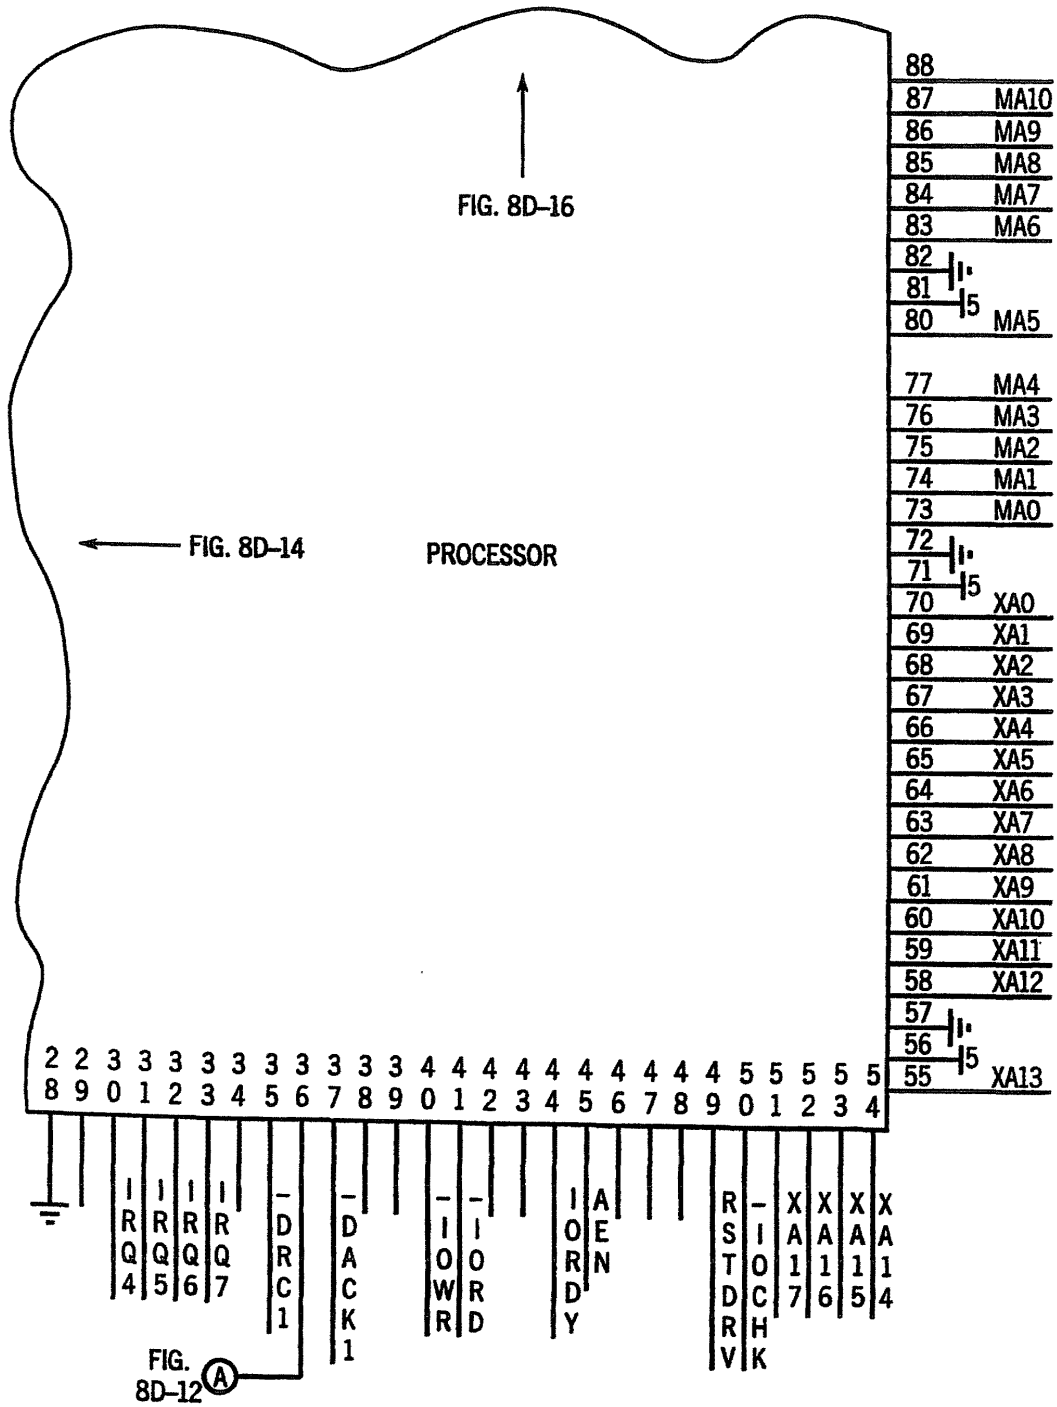 88
87 MA10
86 MA9
85 MA8
84 MA7
83 MA6
82
81 5
80 MA5
77 MA4
76 MA3
75 MA2
74 MA1
73 MA0
72
71 5
70 XA0
69 XA1
68 XA2
67 XA3
66 XA4
65 XA5
64 XA6
63 XA7
62 XA8
61 XA9
60 XA10
59 XA11
58 XA12
57
56 5
55 XA13
FIG. 8D–16
FIG. 8D–14
PROCESSOR
28 29 30 31 32 33 34 35 36 37 38 39 40 41 42 43 44 45 46 47 48 49 50 51 52 53 54
IRQ4
IRQ5
IRQ6
IRQ7
–DRC1
–DACK1
–IOWR
–IORD
IORDY
AEN
RSTDRV
–IOCHK
XA17
XA16
XA15
XA14
FIG.
8D–12 A